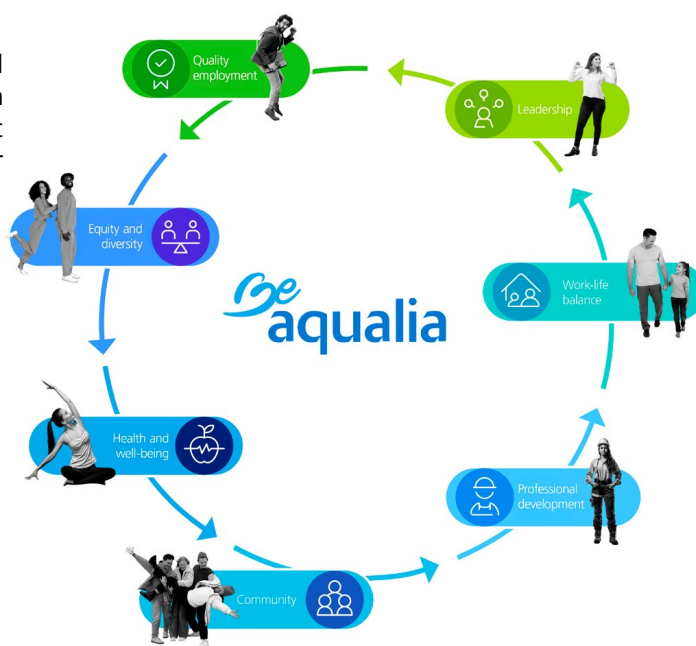 Quality
employment
Leadership
Equity and
diversity
Be
aqualia
Work-life
balance
Health and
well-being
Professional
development
Community